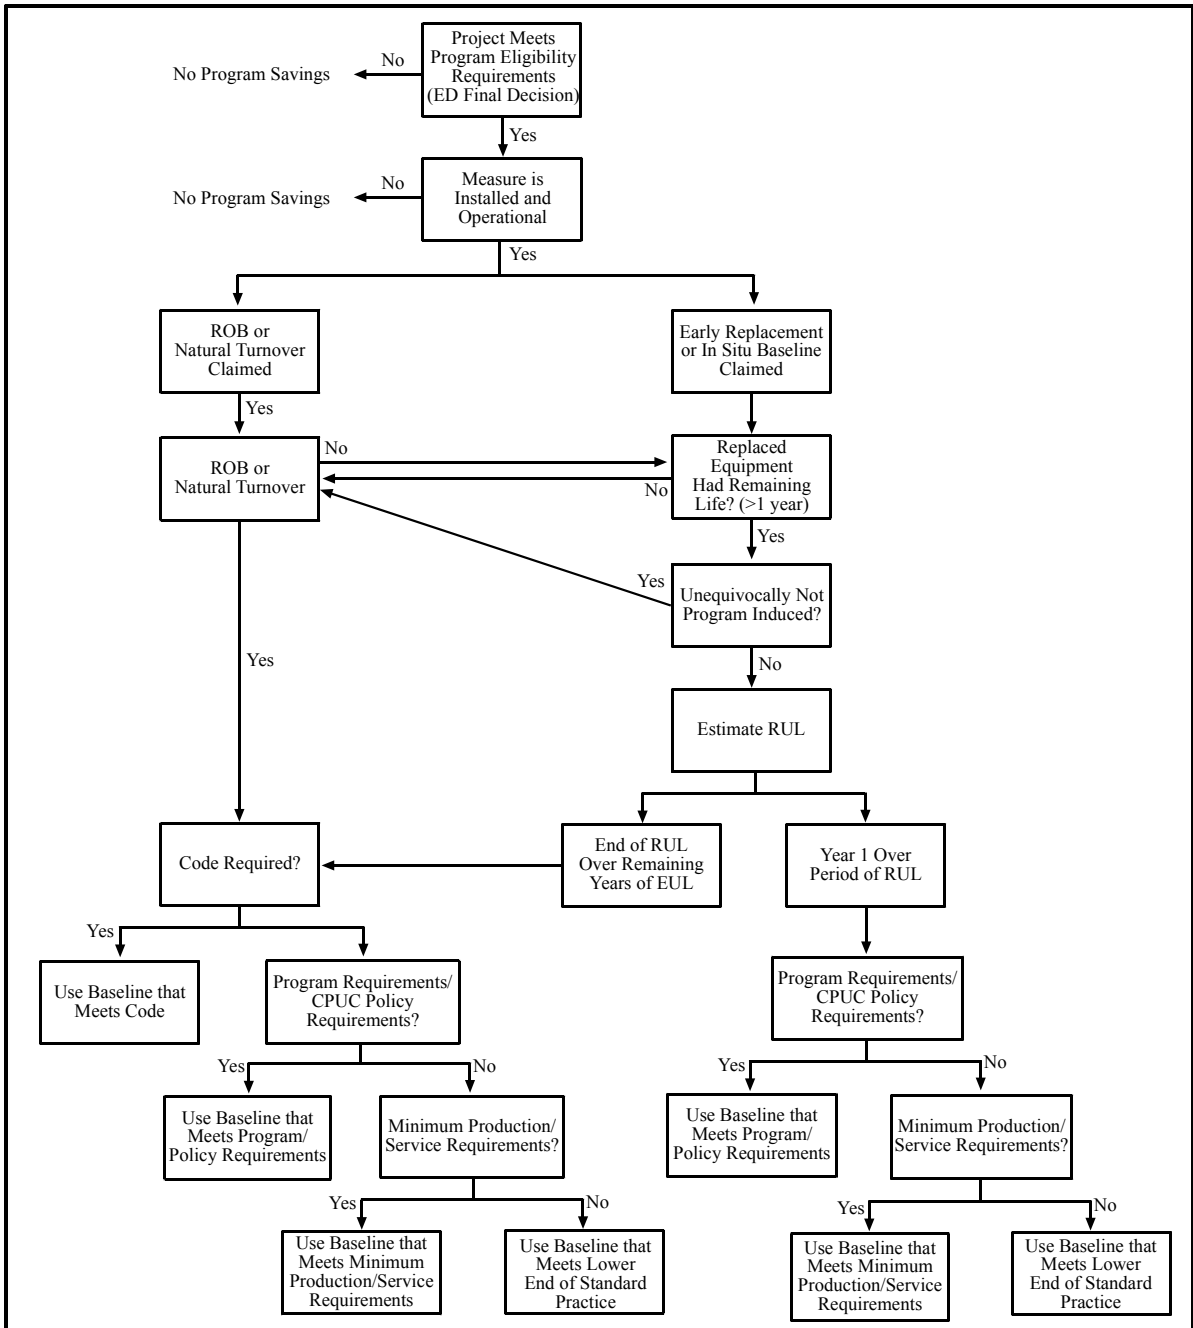 Project Meets
Program Eligibility
Requirements
(ED Final Decision)
No
No Program Savings
Yes
Measure is
Installed and
Operational
No
No Program Savings
Yes
ROB or
Natural Turnover
Claimed
Early Replacement
or In Situ Baseline
Claimed
Yes
ROB or
Natural Turnover
No
No
Replaced
Equipment
Had Remaining
Life? (>1 year)
Yes
Yes
Unequivocally Not
Program Induced?
Yes
No
Estimate RUL
Code Required?
End of RUL
Over Remaining
Years of EUL
Year 1 Over
Period of RUL
Yes
Use Baseline that
Meets Code
Program Requirements/
CPUC Policy
Requirements?
Program Requirements/
CPUC Policy
Requirements?
Yes
No
Yes
No
Use Baseline that
Meets Program/
Policy Requirements
Minimum Production/
Service Requirements?
Use Baseline that
Meets Program/
Policy Requirements
Minimum Production/
Service Requirements?
Yes
No
Yes
No
Use Baseline that
Meets Minimum
Production/Service
Requirements
Use Baseline that
Meets Lower
End of Standard
Practice
Use Baseline that
Meets Minimum
Production/Service
Requirements
Use Baseline that
Meets Lower
End of Standard
Practice